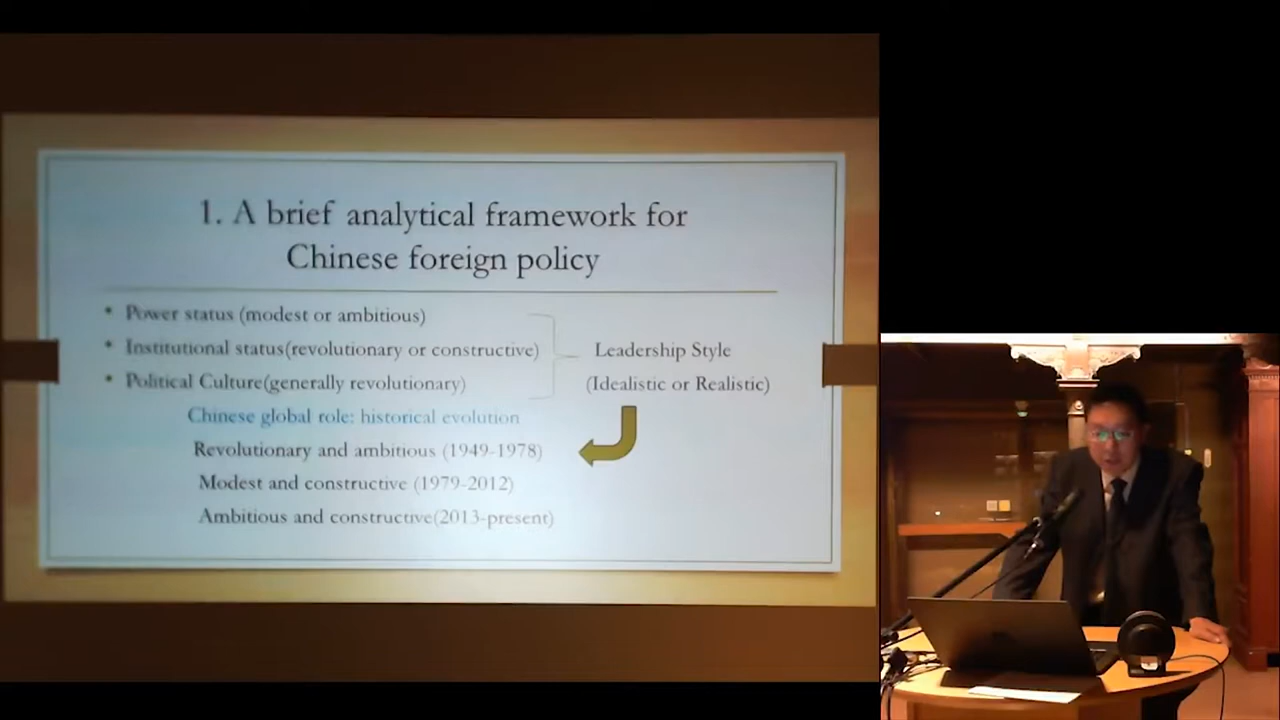 1. A brief analytical framework for
Chinese foreign policy
• Power status (modest or ambitious)
• Institutional status(revolutionary or constructive)
• Political Culture(generally revolutionary)
Leadership Style
(Idealistic or Realistic)
Chinese global role: historical evolution
Revolutionary and ambitious (1949-1978)
Modest and constructive (1979-2012)
Ambitious and constructive(2013-present)